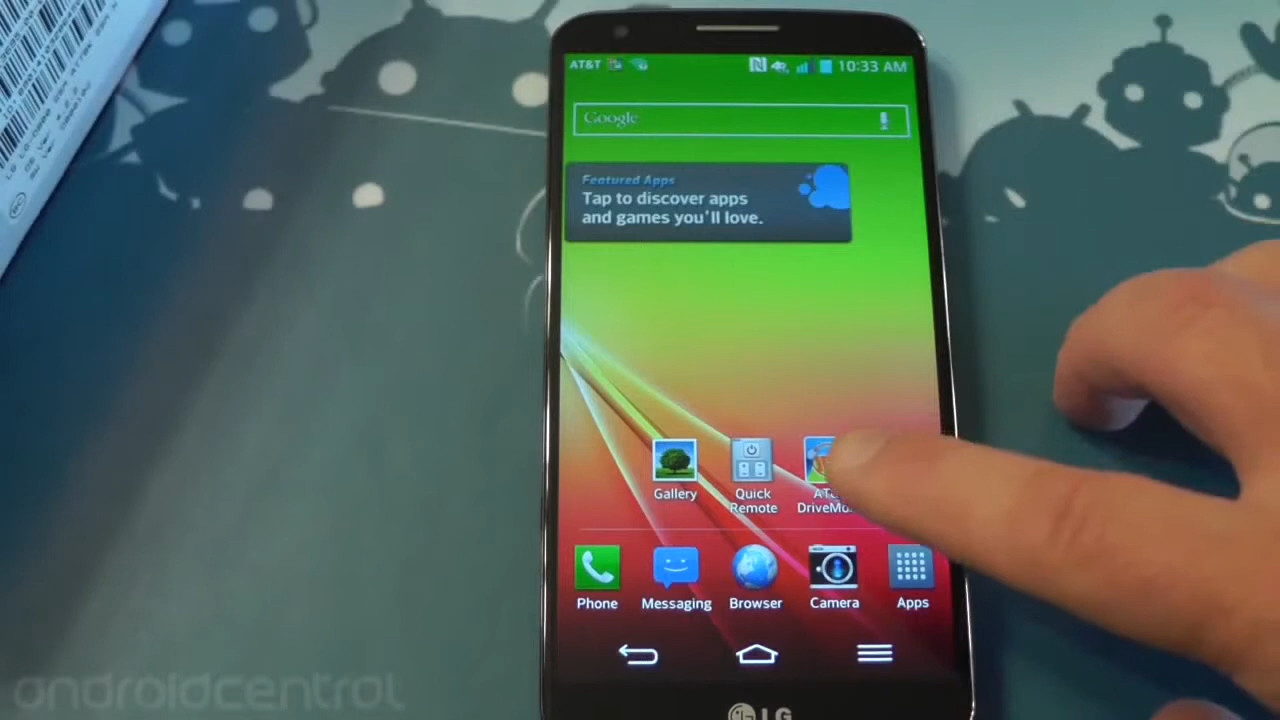 AT&T
10:33 AM
Google
Featured Apps
Tap to discover apps
and games you'll love.
Gallery
Quick
Remote
DriveMo
Phone
Messaging
Browser
Camera
Apps
LG
androidcentral